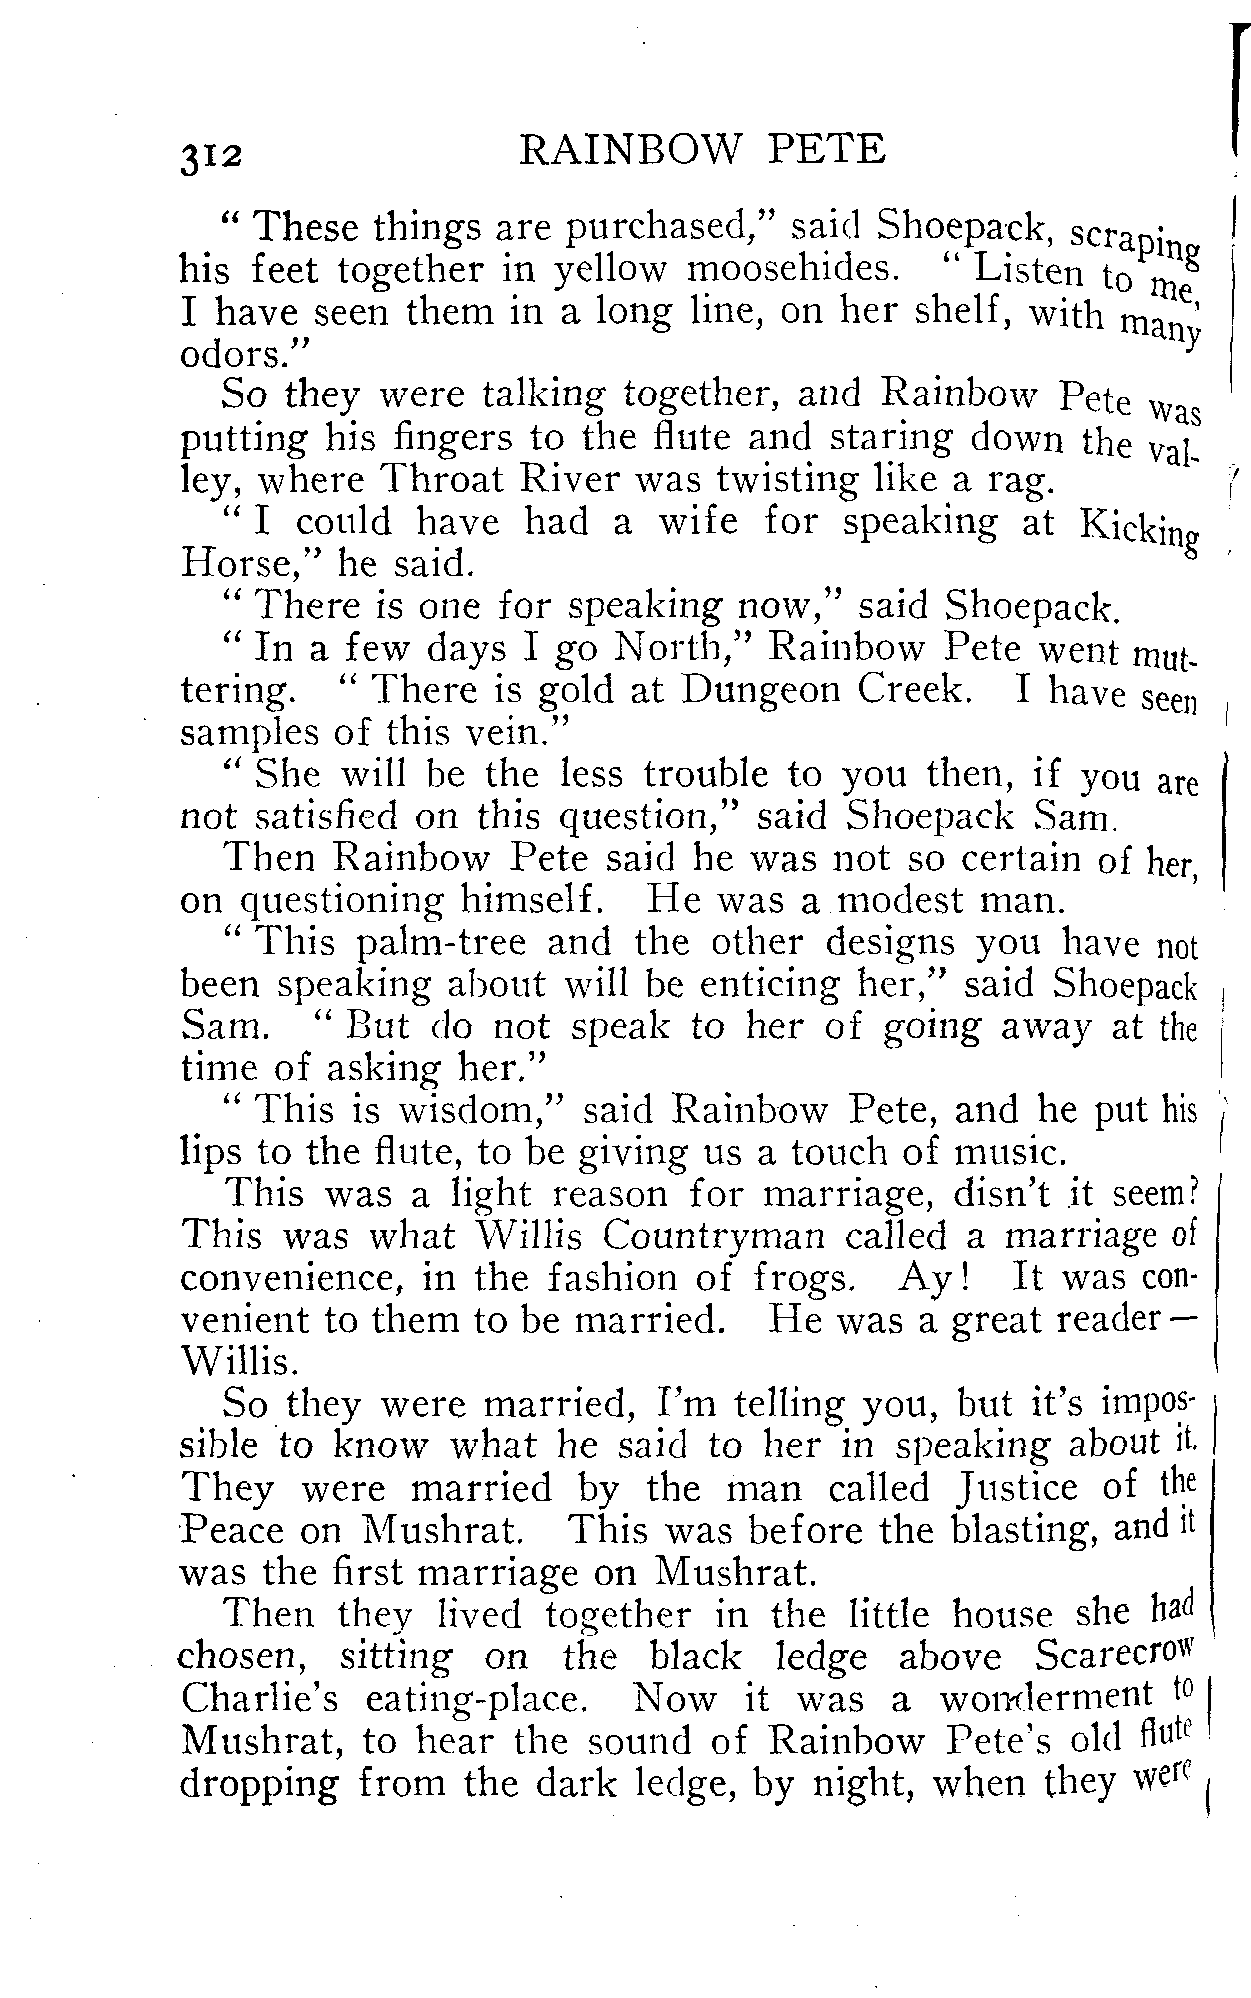 312 RAINBOW PETE
" These things are purchased," said Shoepack, scraping
his feet together in yellow moosehides. " Listen to me,
I have seen them in a long line, on her shelf, with many
odors."
So they were talking together, and Rainbow Pete was
putting his fingers to the flute and staring down the val-
ley, where Throat River was twisting like a rag.
" I could have had a wife for speaking at Kicking
Horse," he said.
" There is one for speaking now," said Shoepack.
" In a few days I go North," Rainbow Pete went mut-
tering. " There is gold at Dungeon Creek. I have seen
samples of this vein."
" She will be the less trouble to you then, if you are
not satisfied on this question," said Shoepack Sam.
Then Rainbow Pete said he was not so certain of her,
on questioning himself. He was a modest man.
" This palm-tree and the other designs you have not
been speaking about will be enticing her," said Shoepack
Sam. " But do not speak to her of going away at the
time of asking her."
" This is wisdom," said Rainbow Pete, and he put his
lips to the flute, to be giving us a touch of music.
This was a light reason for marriage, disn't it seem?
This was what Willis Countryman called a marriage of
convenience, in the fashion of frogs. Ay! It was con-
venient to them to be married. He was a great reader —
Willis.
So they were married, I'm telling you, but it's impos-
sible to know what he said to her in speaking about it.
They were married by the man called Justice of the
Peace on Mushrat. This was before the blasting, and it
was the first marriage on Mushrat.
Then they lived together in the little house she had
chosen, sitting on the black ledge above Scarecrow
Charlie's eating-place. Now it was a wonderment to
Mushrat, to hear the sound of Rainbow Pete's old flute
dropping from the dark ledge, by night, when they were